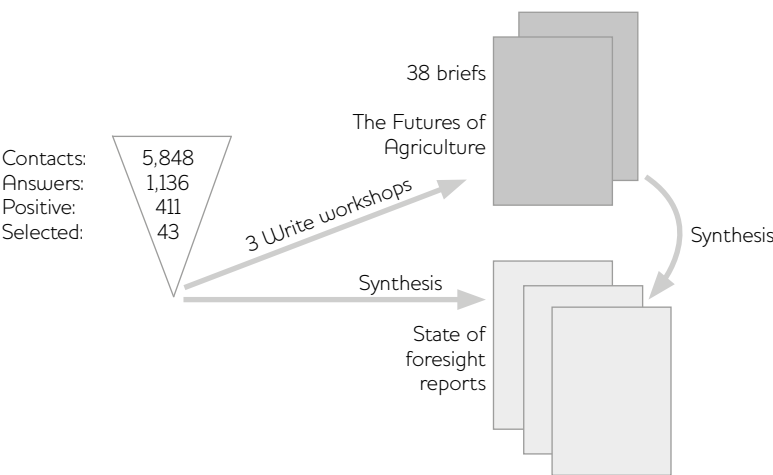 38 briefs
The Futures of
Agriculture
Contacts: 5,848
Answers: 1,136
Positive: 411
Selected: 43
3 Write workshops
Synthesis
Synthesis
State of
foresight
reports